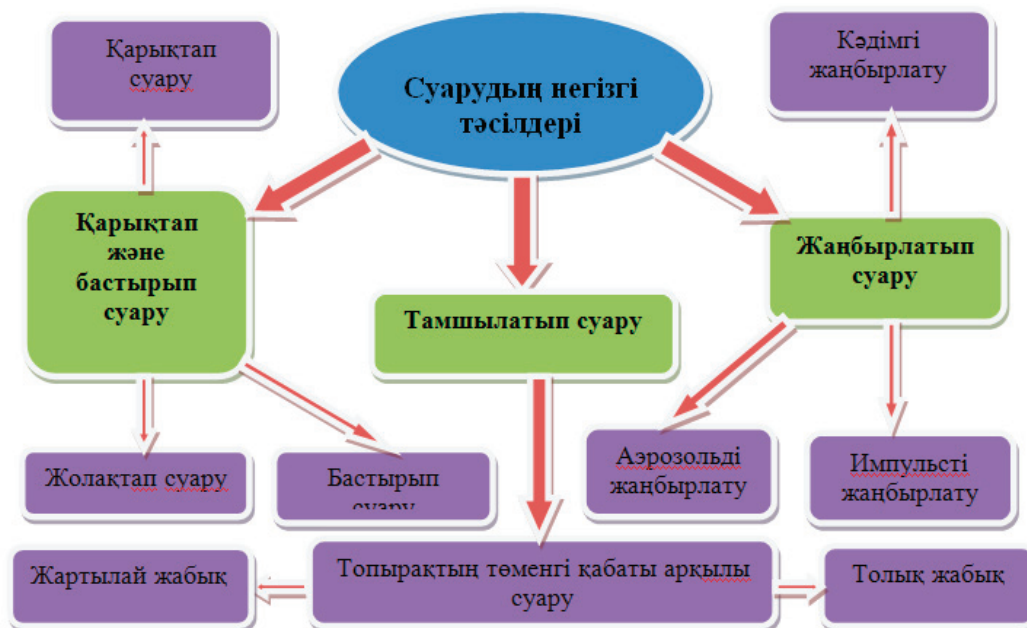 Қарықтап
суару
Суарудың негізгі
тәсілдері
Кәдімгі
жаңбырлату
Қарықтап
және
бастырып
суару
Тамшылатып суару
Жаңбырлатып
суару
Жолақтап суару
Бастырып
суару
Аэрозольді
жаңбырлату
Импульсті
жаңбырлату
Жартылай жабық
Топырақтың төменгі қабаты арқылы
суару
Толық жабық